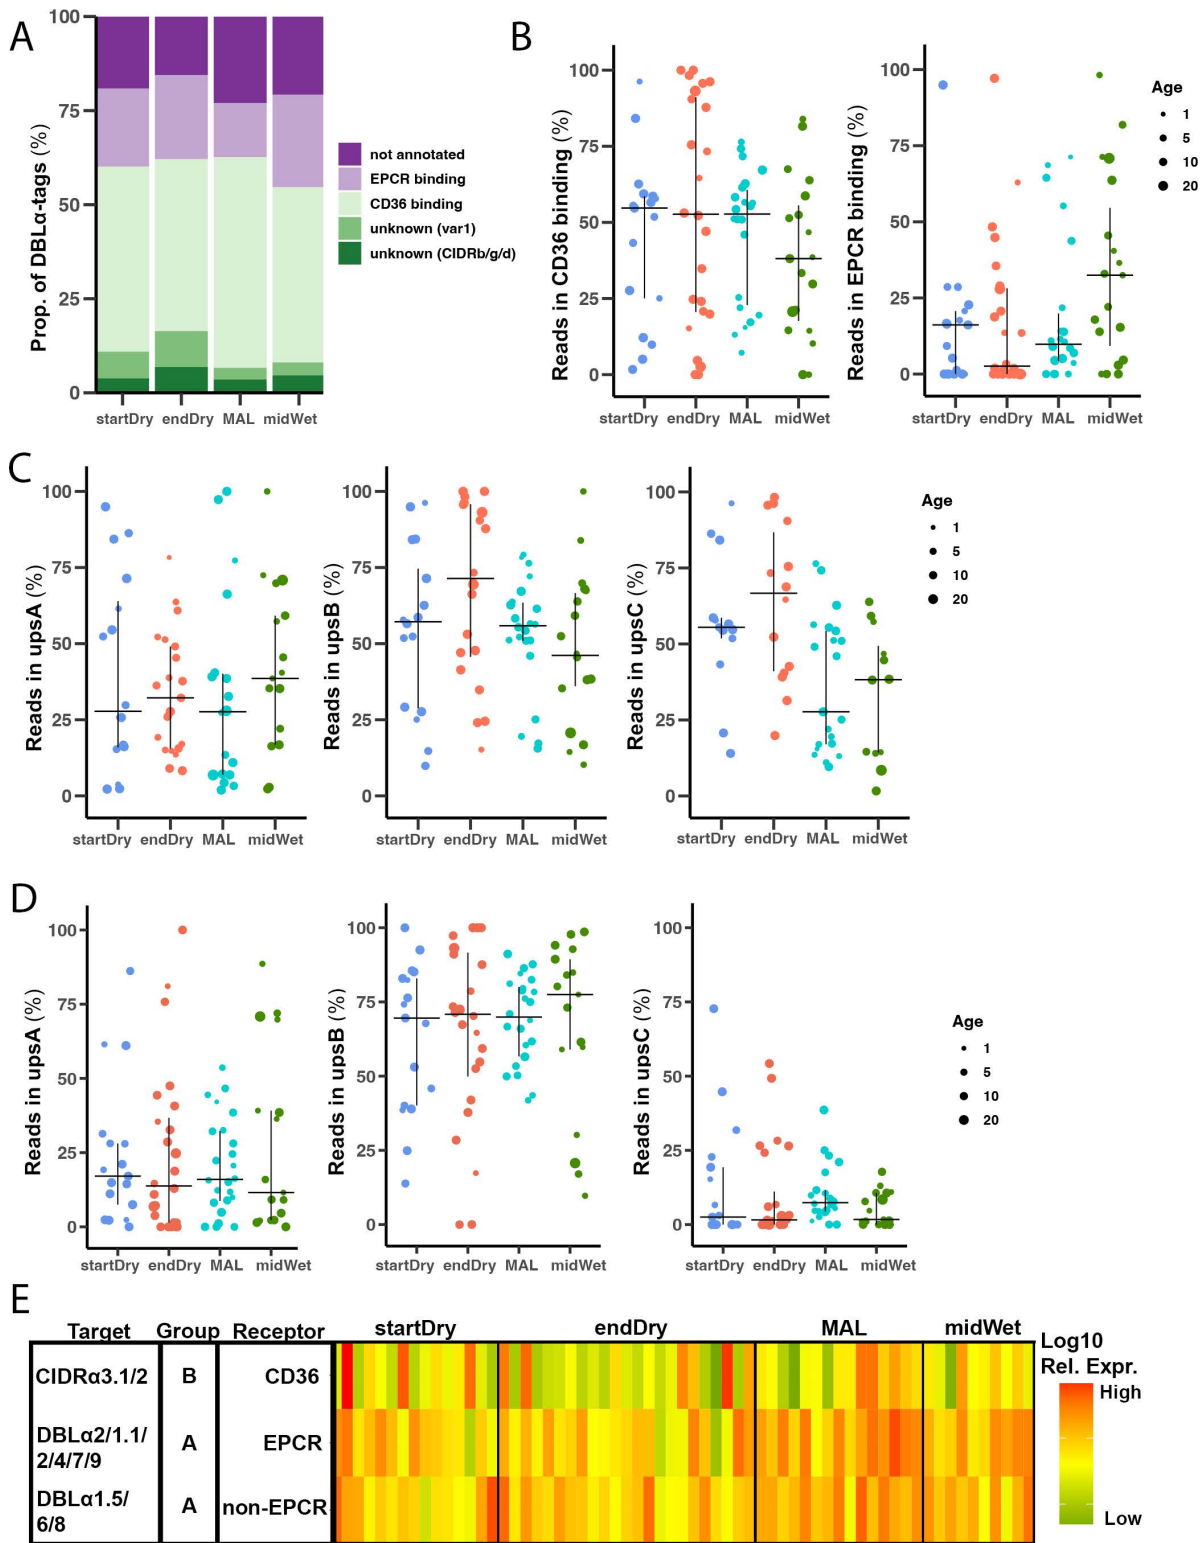 A
Prop. of DBLα-tags (%)
100
75
50
25
0
startDry endDry MAL midWet
not annotated
EPCR binding
CD36 binding
unknown (var1)
unknown (CIDRb/g/d)
B
Reads in CD36 binding (%)
100
75
50
25
0
startDry endDry MAL midWet
Reads in EPCR binding (%)
100
75
50
25
0
startDry endDry MAL midWet
Age
1
5
10
20
C
Reads in upsA (%)
100
75
50
25
0
startDry endDry MAL midWet
Reads in upsB (%)
100
75
50
25
0
startDry endDry MAL midWet
Reads in upsC (%)
100
75
50
25
0
startDry endDry MAL midWet
Age
1
5
10
20
D
Reads in upsA (%)
100
75
50
25
0
startDry endDry MAL midWet
Reads in upsB (%)
100
75
50
25
0
startDry endDry MAL midWet
Reads in upsC (%)
100
75
50
25
0
startDry endDry MAL midWet
Age
1
5
10
20
E
Target Group Receptor startDry endDry MAL midWet
CIDRα3.1/2 B CD36
DBLα2/1.1/
2/4/7/9 A EPCR
DBLα1.5/
6/8 A non-EPCR
Log10
Rel. Expr.
High
Low